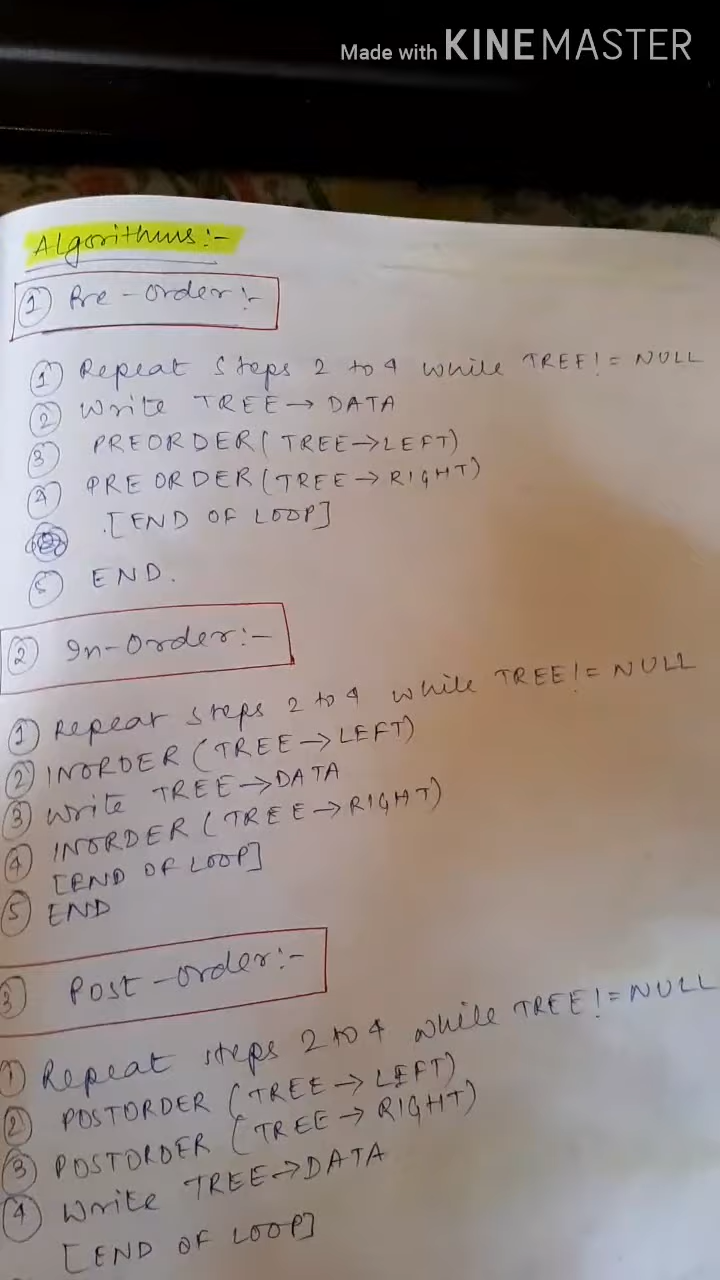 Made with KINEMASTER
Algorithms:-
① Pre-order:-
① Repeat steps 2 to 4 while TREE != NULL
② Write TREE → DATA
③ PREORDER(TREE→LEFT)
④ PREORDER(TREE→RIGHT)
[END OF LOOP]
⑤ END.
② In-Order:-
① Repeat steps 2 to 4 while TREE != NULL
② INORDER (TREE→LEFT)
③ Write TREE→DATA
④ INORDER (TREE→RIGHT)
[END OF LOOP]
⑤ END
③ Post-order:-
① Repeat steps 2 to 4 while TREE != NULL
② POSTORDER (TREE→LEFT)
③ POSTORDER (TREE→RIGHT)
④ Write TREE→DATA
[END OF LOOP]